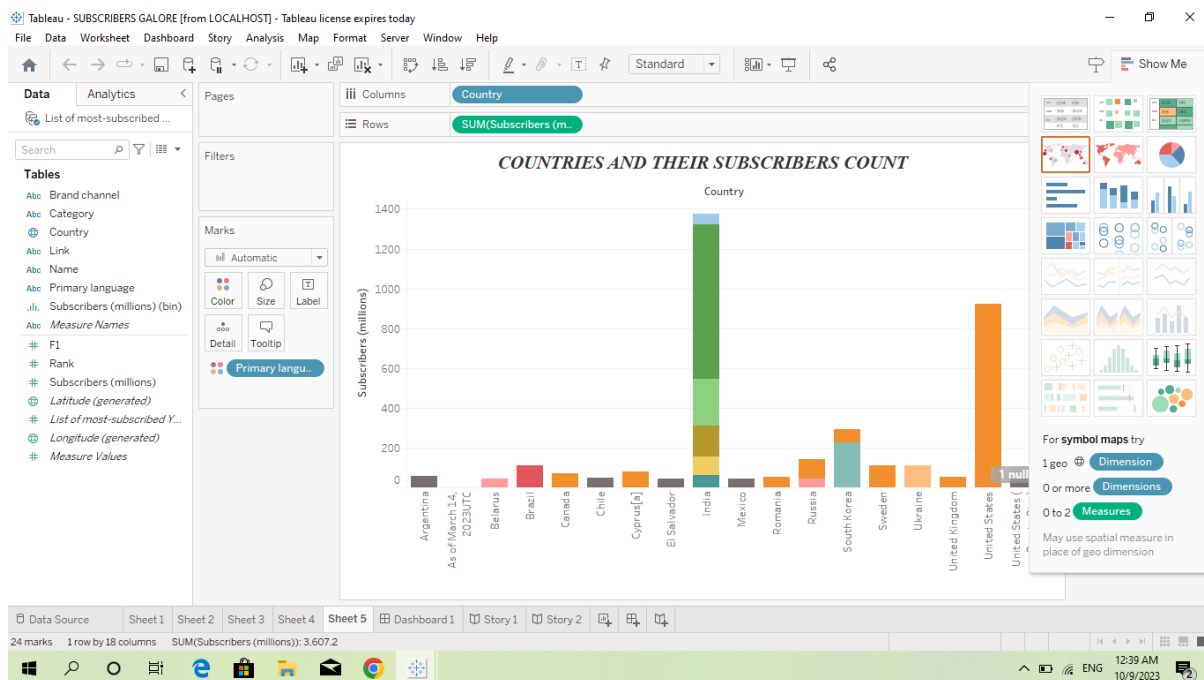 Tableau - SUBSCRIBERS GALORE [from LOCALHOST] - Tableau license expires today
File Data Worksheet Dashboard Story Analysis Map Format Server Window Help
Standard
Show Me
Data Analytics
List of most-subscribed ...
Search
Tables
Abc Brand channel
Abc Category
Country
Abc Link
Abc Name
Abc Primary language
Subscribers (millions) (bin)
Abc Measure Names
# F1
# Rank
# Subscribers (millions)
Latitude (generated)
# List of most-subscribed Y...
Longitude (generated)
# Measure Values
Pages
Filters
Marks
Automatic
Color Size Label
Detail Tooltip
Primary langu..
Columns Country
Rows SUM(Subscribers (m..
COUNTRIES AND THEIR SUBSCRIBERS COUNT
Country
Subscribers (millions)
1400
1200
1000
800
600
400
200
0
1 null
Argentina
As of March 14,
2023UTC
Belarus
Brazil
Canada
Chile
Cyprus[a]
El Salvador
India
Mexico
Romania
Russia
South Korea
Sweden
Ukraine
United Kingdom
United States
United States (
For symbol maps try
1 geo Dimension
0 or more Dimensions
0 to 2 Measures
May use spatial measure in
place of geo dimension
Data Source Sheet 1 Sheet 2 Sheet 3 Sheet 4 Sheet 5 Dashboard 1 Story 1 Story 2
24 marks 1 row by 18 columns SUM(Subscribers (millions)): 3,607.2
ENG
12:39 AM
10/9/2023
2